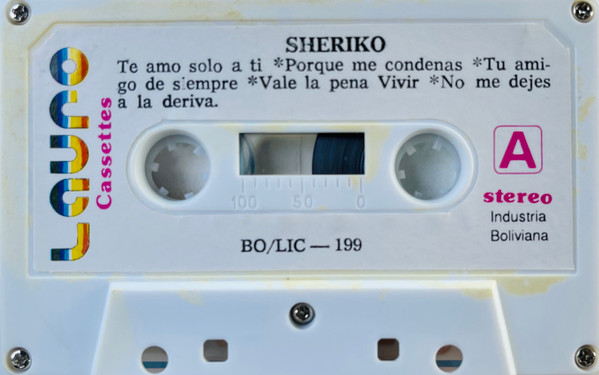 SHERIKO
Te amo solo a ti *Porque me condenas *Tu ami-
go de siempre *Vale la pena Vivir *No me dejes
a la deriva.
Lauro
Cassettes
A
100 50 0
stereo
Industria
Boliviana
BO/LIC — 199